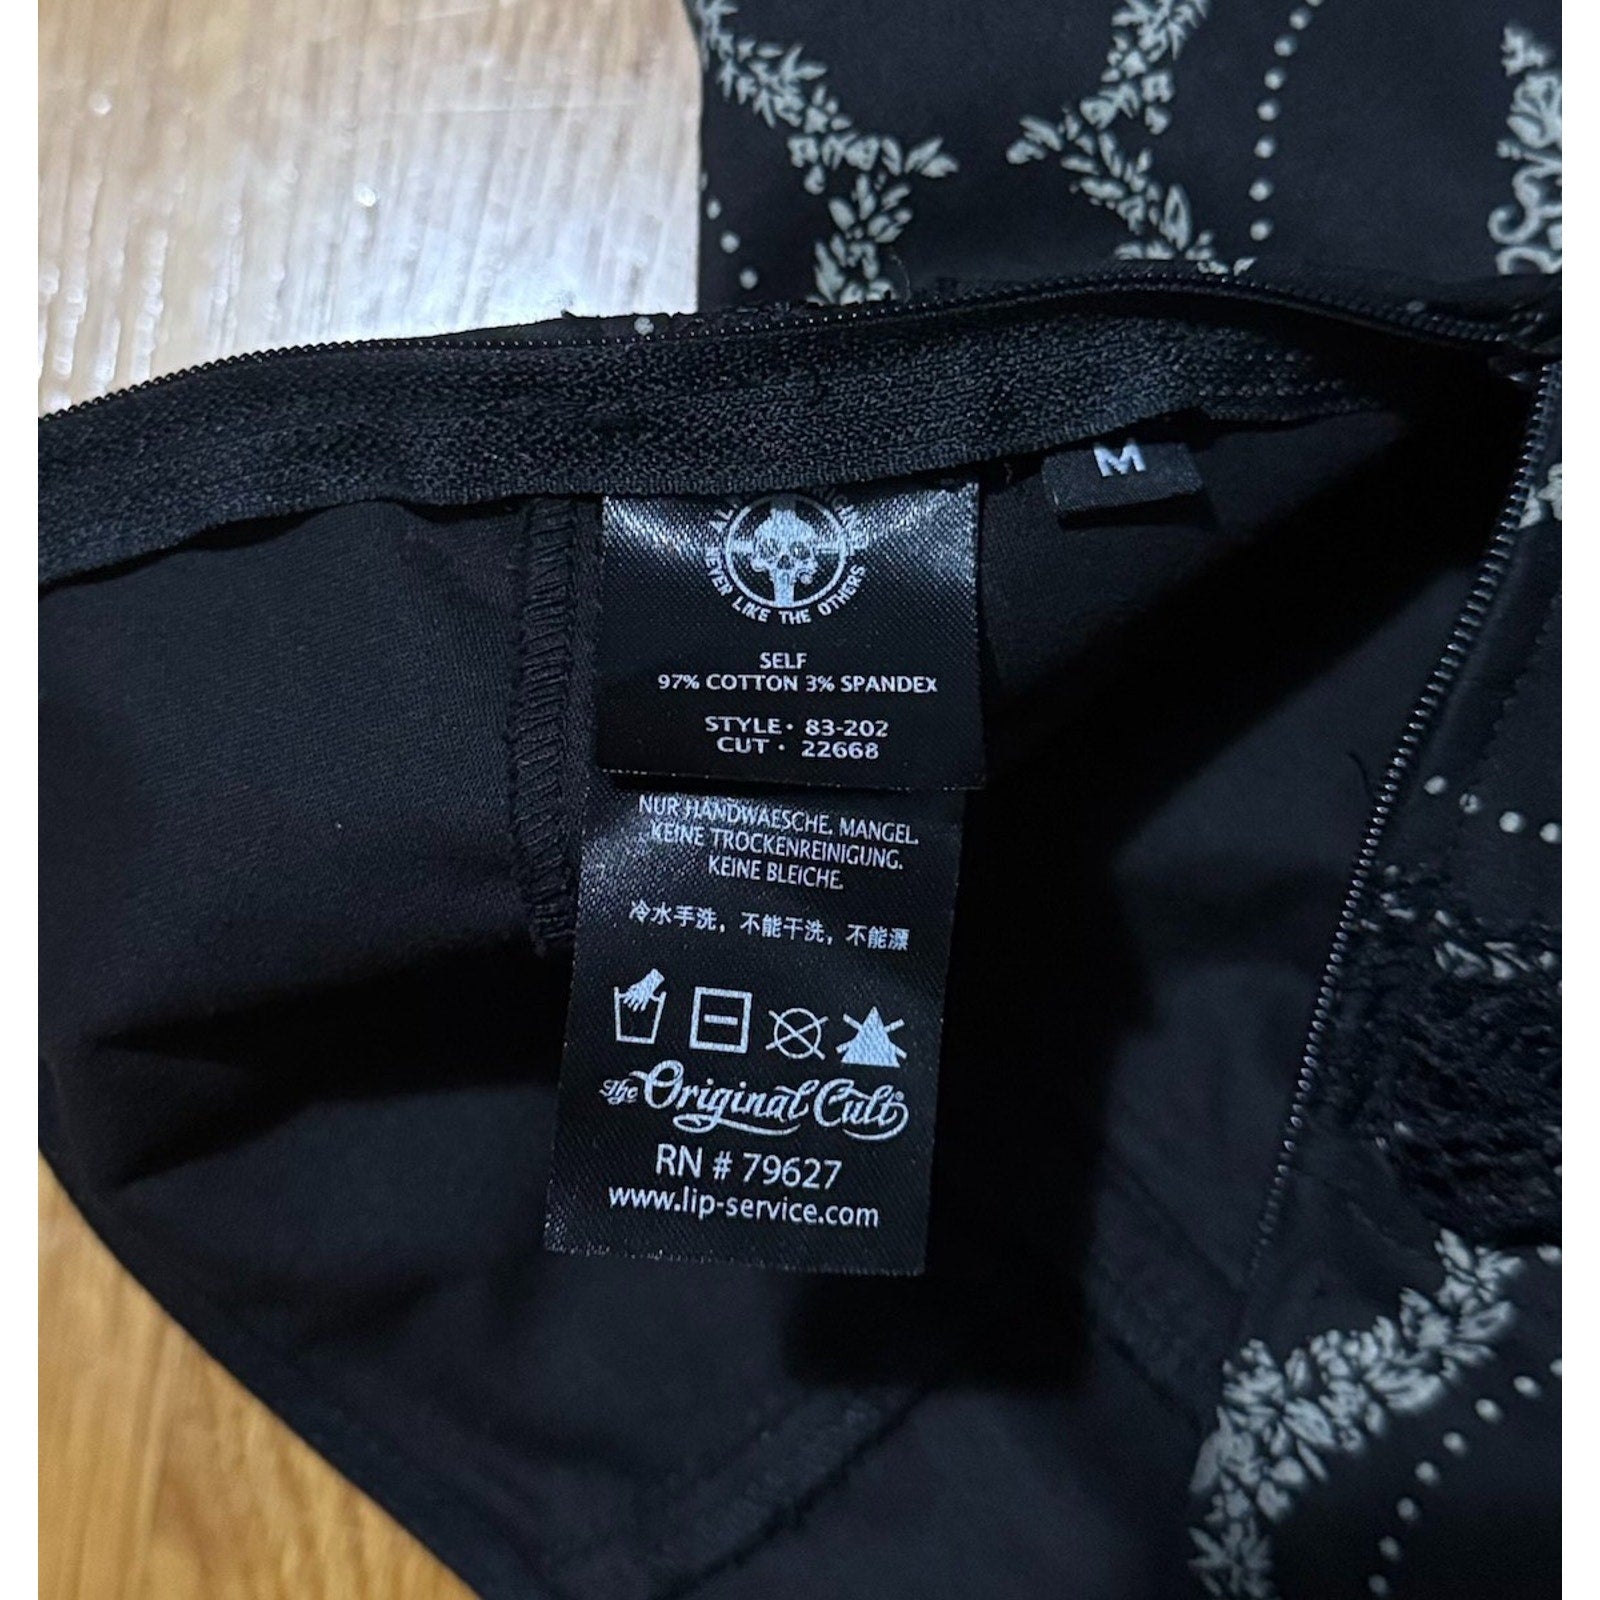 M
NEVER LIKE THE OTHERS
SELF
97% COTTON 3% SPANDEX
STYLE • 83-202
CUT • 22668
NUR HANDWAESCHE. MANGEL.
KEINE TROCKENREINIGUNG.
KEINE BLEICHE.
冷水手洗，不能干洗，不能漂
The Original Cult
RN # 79627
www.lip-service.com